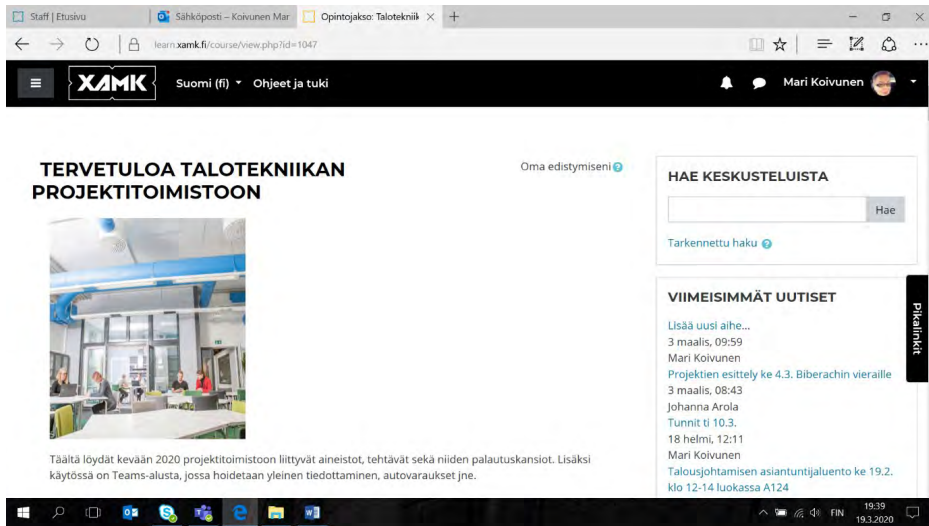 Staff | Etusivu
Sähköposti – Koivunen Mar
Opintojakso: Talotekniik
learn.xamk.fi/course/view.php?id=1047
XAMK
Suomi (fi)
Ohjeet ja tuki
Mari Koivunen
TERVETULOA TALOTEKNIIKAN
PROJEKTITOIMISTOON
Oma edistymiseni
Täältä löydät kevään 2020 projektitoimistoon liittyvät aineistot, tehtävät sekä niiden palautuskansiot. Lisäksi
käytössä on Teams-alusta, jossa hoidetaan yleinen tiedottaminen, autovaraukset jne.
HAE KESKUSTELUISTA
Hae
Tarkennettu haku
VIIMEISIMMÄT UUTISET
Lisää uusi aihe...
3 maalis, 09:59
Mari Koivunen
Projektien esittely ke 4.3. Biberachin vieraille
3 maalis, 08:43
Johanna Arola
Tunnit ti 10.3.
18 helmi, 12:11
Mari Koivunen
Talousjohtamisen asiantuntijaluento ke 19.2.
klo 12-14 luokassa A124
Pikalinkit
FIN
19:39
19.3.2020